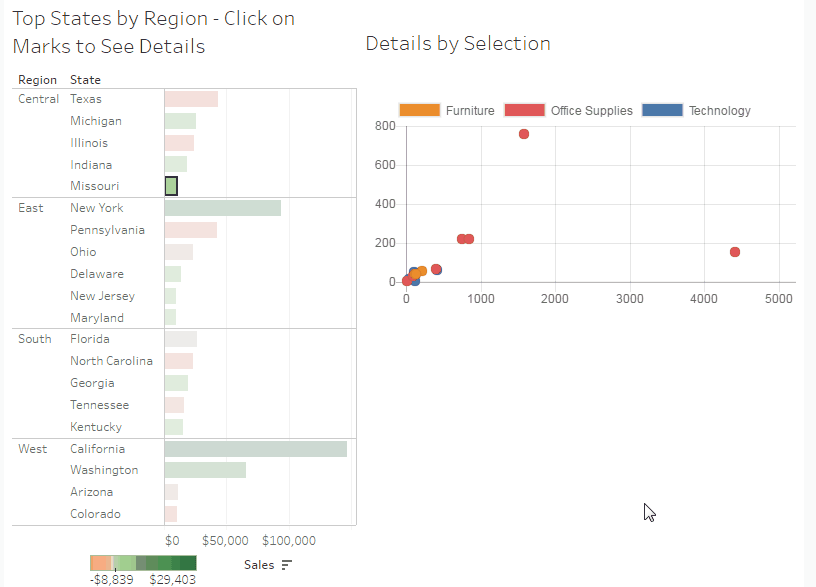 Top States by Region - Click on
Marks to See Details
Details by Selection
Region State
Central Texas
Michigan
Illinois
Indiana
Missouri
East New York
Pennsylvania
Ohio
Delaware
New Jersey
Maryland
South Florida
North Carolina
Georgia
Tennessee
Kentucky
West California
Washington
Arizona
Colorado
$0 $50,000 $100,000
Sales
-$8,839 $29,403
Furniture Office Supplies Technology
800
600
400
200
0
0 1000 2000 3000 4000 5000